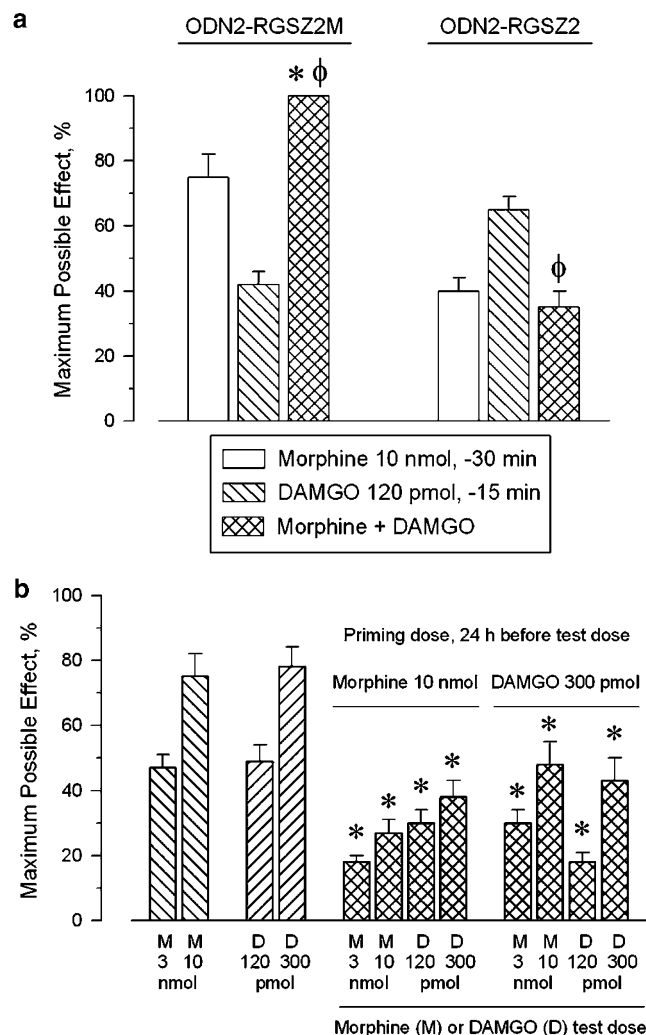 a
ODN2-RGSZ2M
ODN2-RGSZ2
* ϕ
ϕ
Maximum Possible Effect, %
100
80
60
40
20
0
Morphine 10 nmol, -30 min
DAMGO 120 pmol, -15 min
Morphine + DAMGO
b
Maximum Possible Effect, %
100
80
60
40
20
0
Priming dose, 24 h before test dose
Morphine 10 nmol
DAMGO 300 pmol
* * * * * * * *
M M D D M M D D M M D D
3 10 120 300 3 10 120 300 3 10 120 300
nmol pmol nmol pmol nmol pmol
Morphine (M) or DAMGO (D) test dose